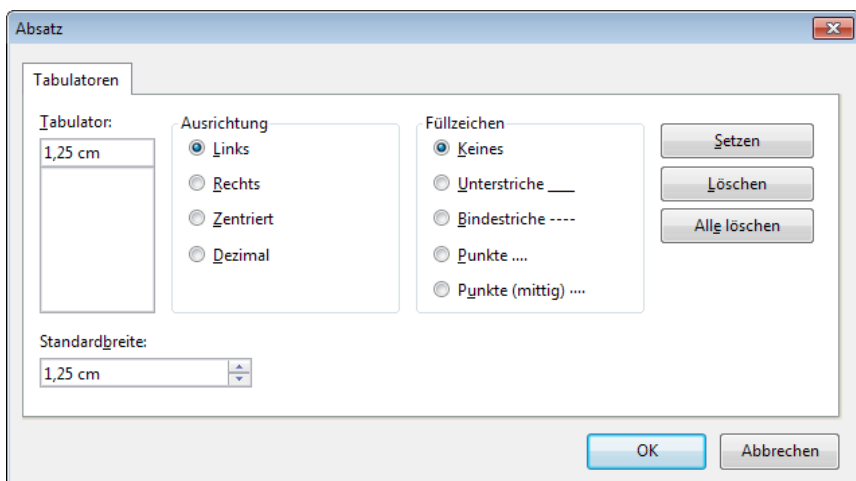 Absatz
Tabulatoren
Tabulator:
1,25 cm
Ausrichtung
Links
Rechts
Zentriert
Dezimal
Füllzeichen
Keines
Unterstriche ___
Bindestriche ----
Punkte ....
Punkte (mittig) ····
Setzen
Löschen
Alle löschen
Standardbreite:
1,25 cm
OK
Abbrechen